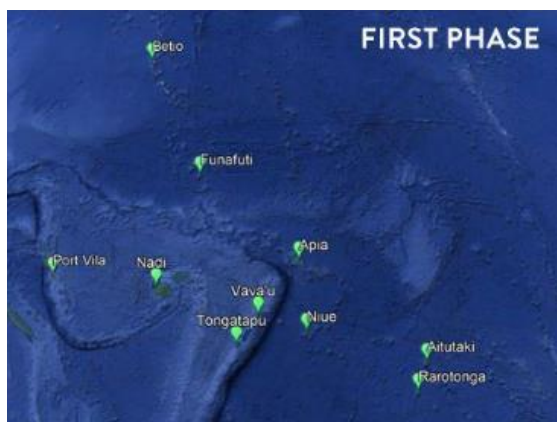 FIRST PHASE
Betio
Funafuti
Apia
Port Vila
Nadi
Vava'u
Tongatapu
Niue
Aitutaki
Rarotonga